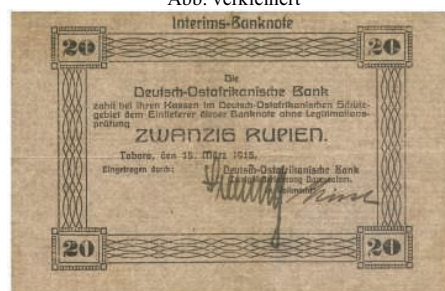 Abb. verkleinert
Interims-Banknote
20 20
Die
Deutsch-Ostafrikanische Bank
zahlt bei ihren Kassen im Deutsch-Ostafrikanischen Schutz-
gebiet dem Einlieferer dieser Banknote ohne Legitimations-
prüfung
ZWANZIG RUPIEN.
Tabora, den 15. März 1915.
Eingetragen durch: Deutsch-Ostafrikanische Bank
Daressalam.
20 20